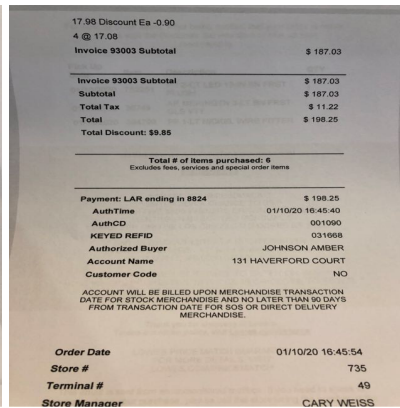 17.98 Discount Ea -0.90
4 @ 17.08
Invoice 93003 Subtotal $ 187.03
Invoice 93003 Subtotal $ 187.03
Subtotal $ 187.03
Total Tax $ 11.22
Total $ 198.25
Total Discount: $9.85
Total # of items purchased: 6
Excludes fees, services and special order items
Payment: LAR ending in 8824 $ 198.25
AuthTime 01/10/20 16:45:40
AuthCD 001090
KEYED REFID 031668
Authorized Buyer JOHNSON AMBER
Account Name 131 HAVERFORD COURT
Customer Code NO
ACCOUNT WILL BE BILLED UPON MERCHANDISE TRANSACTION
DATE FOR STOCK MERCHANDISE AND NO LATER THAN 90 DAYS
FROM TRANSACTION DATE FOR SOS OR DIRECT DELIVERY
MERCHANDISE.
Order Date 01/10/20 16:45:54
Store # 735
Terminal # 49
Store Manager CARY WEISS